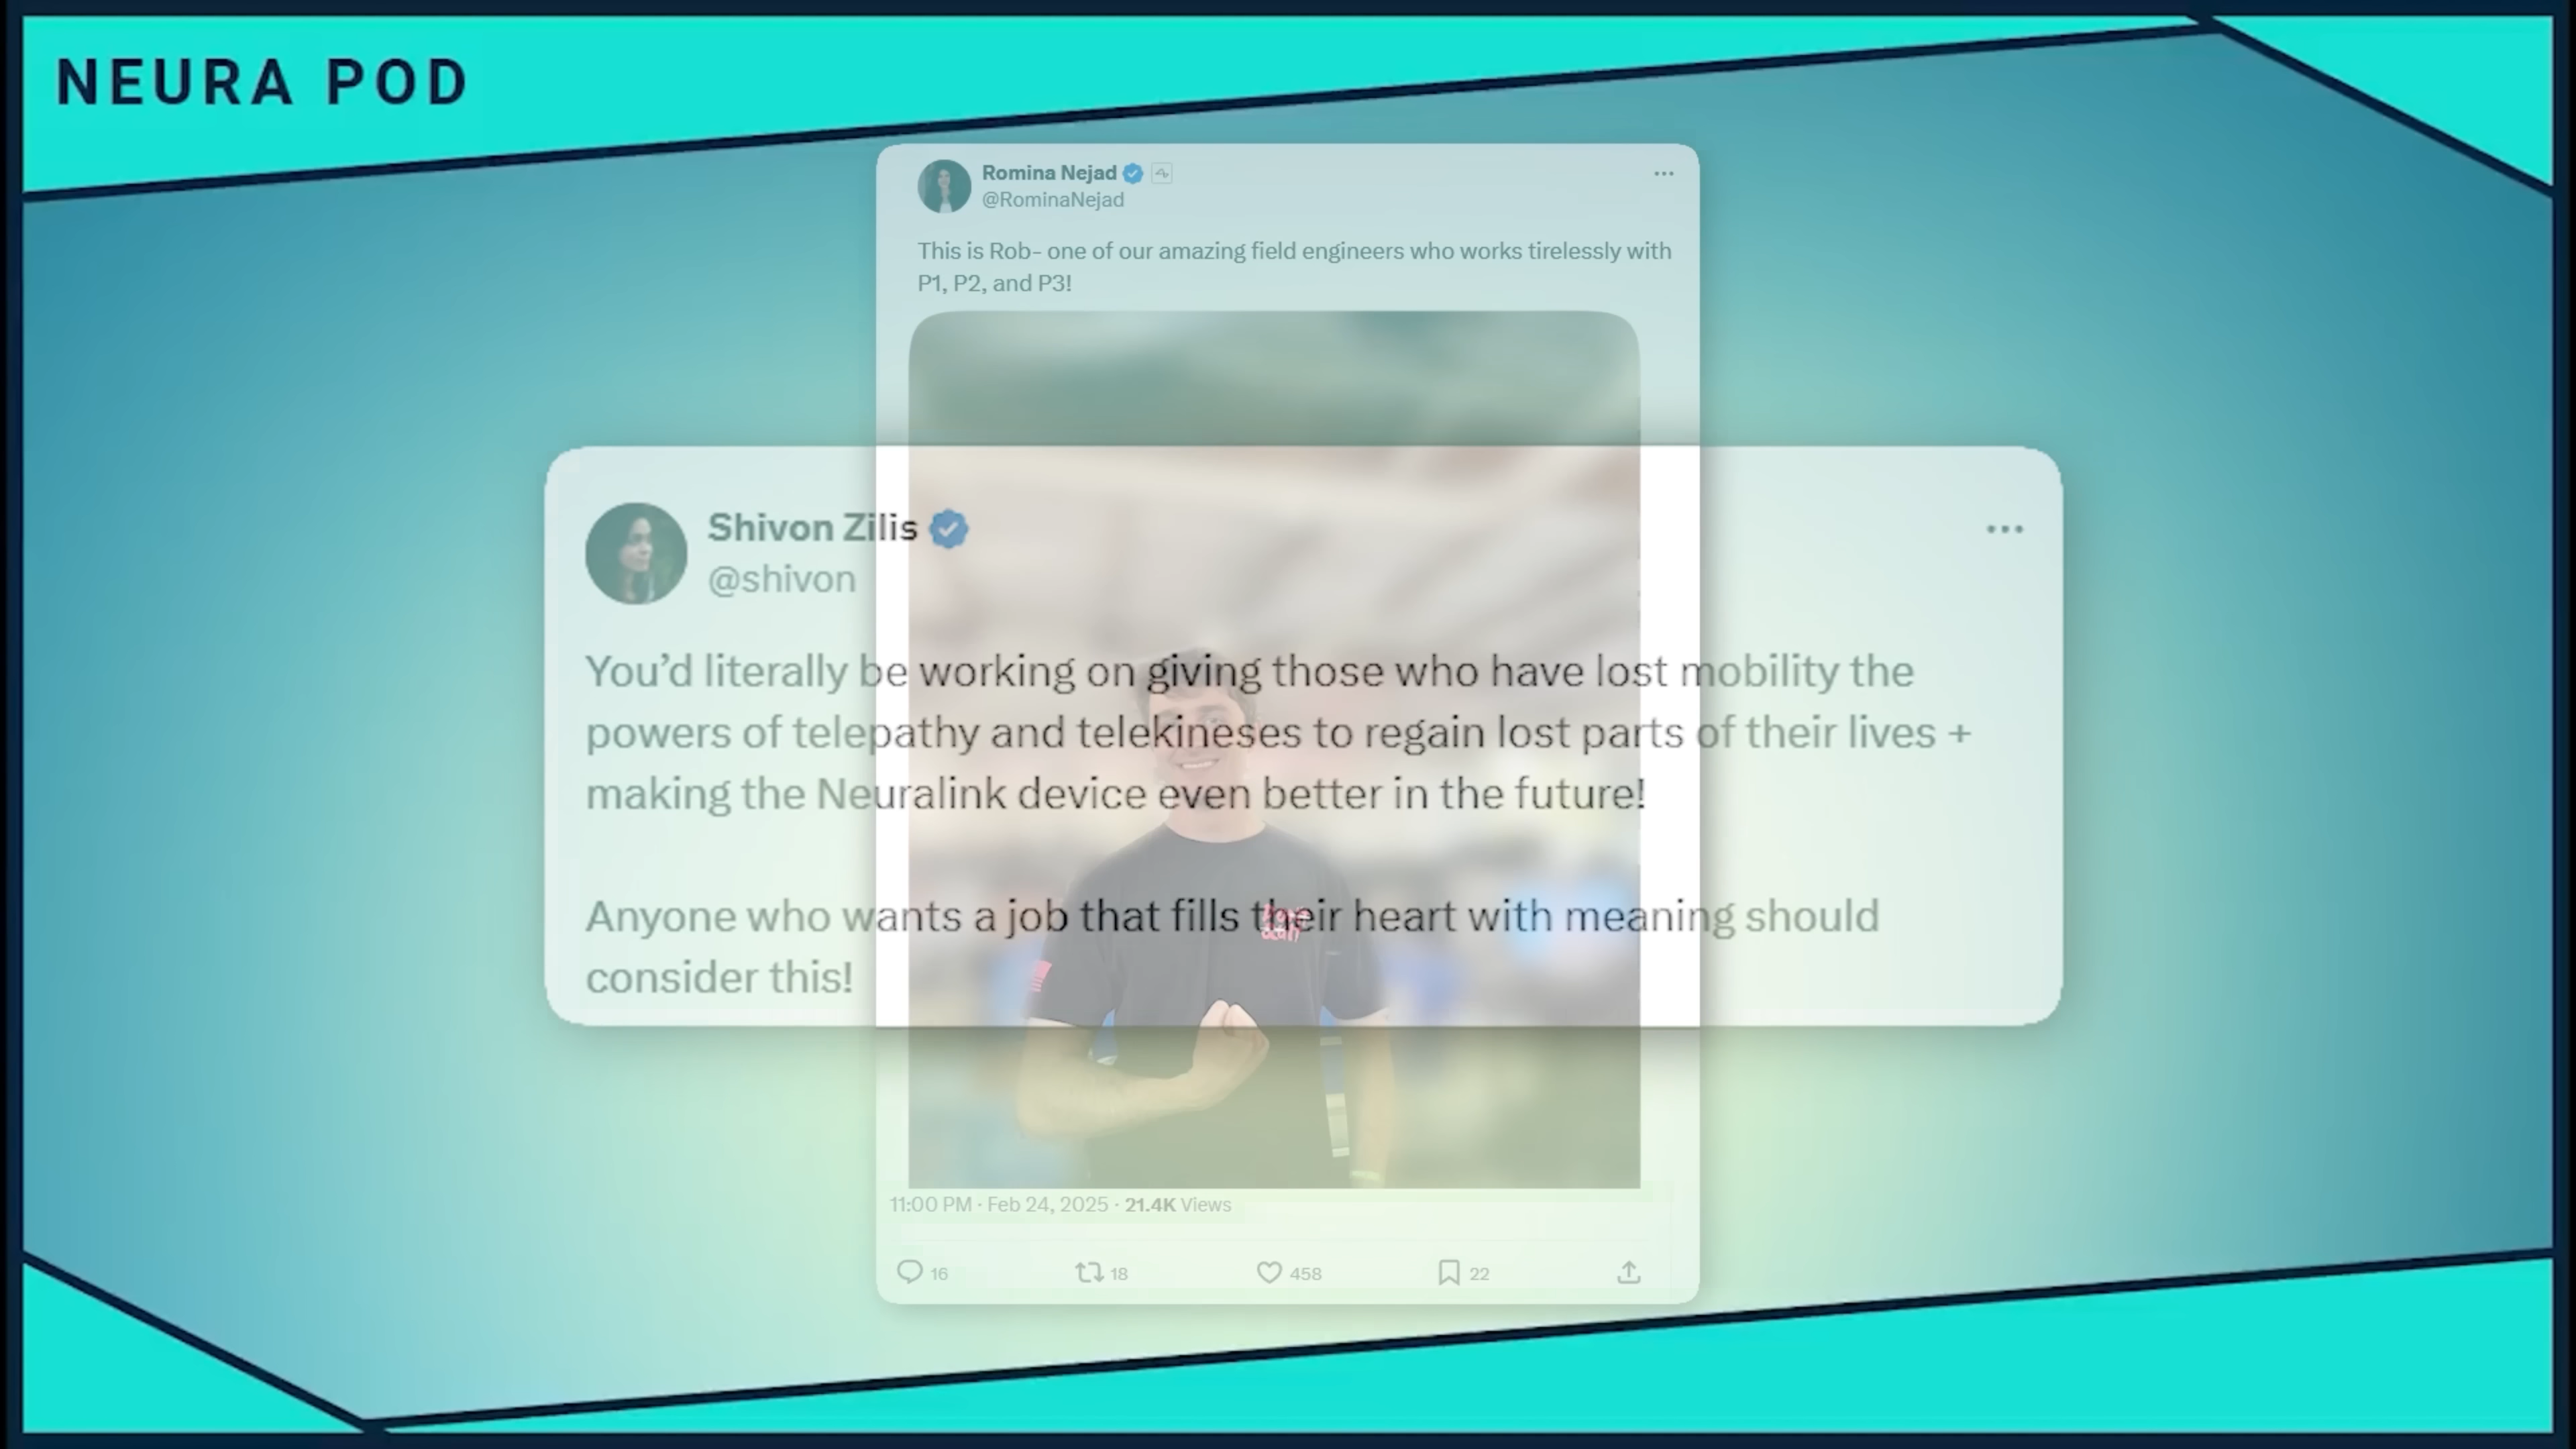 NEURA POD
Romina Nejad
@RominaNejad
This is Rob- one of our amazing field engineers who works tirelessly with
P1, P2, and P3!
Shivon Zilis
@shivon
You’d literally be working on giving those who have lost mobility the
powers of telepathy and telekineses to regain lost parts of their lives +
making the Neuralink device even better in the future!
Anyone who wants a job that fills their heart with meaning should
consider this!
11:00 PM · Feb 24, 2025 · 21.4K Views
16 18 458 22